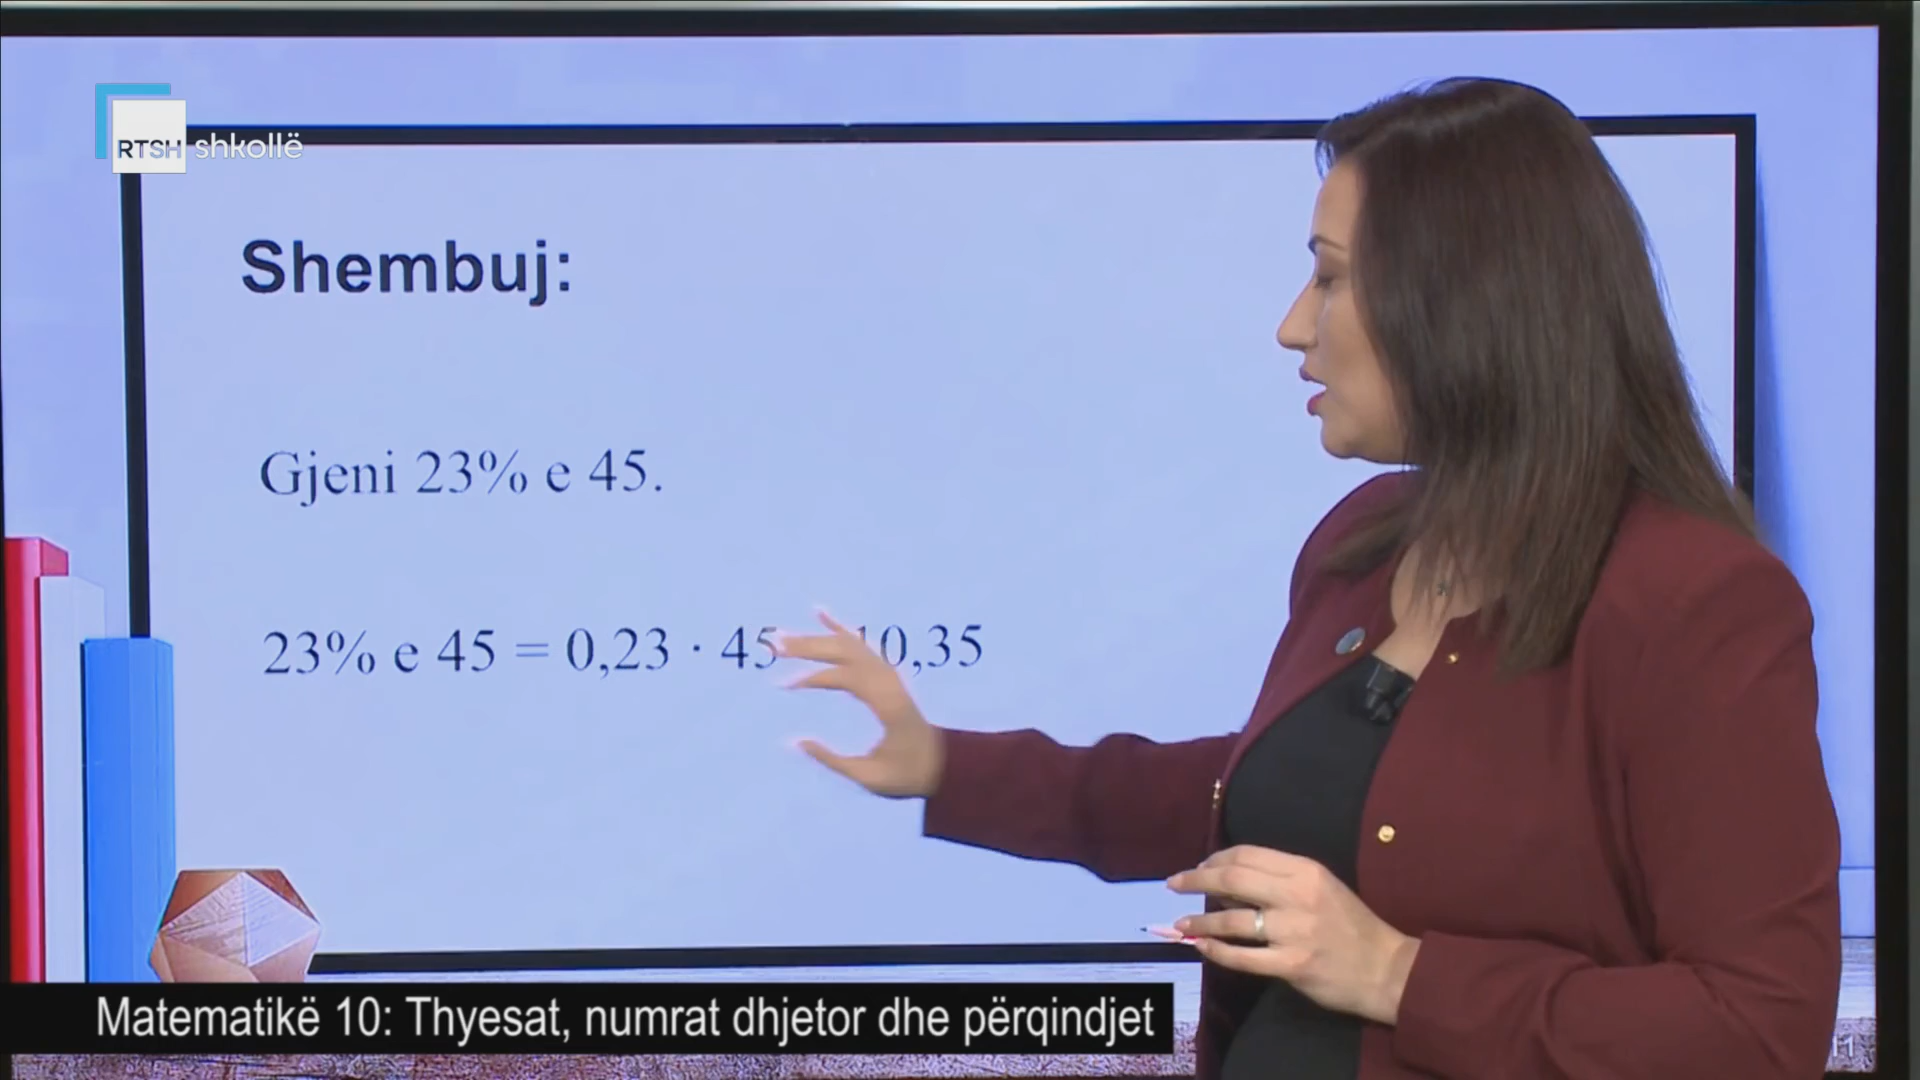 RTSH shkollë
Shembuj:
Gjeni 23% e 45.
23% e 45 = 0,23 · 45 10,35
Matematikë 10: Thyesat, numrat dhjetor dhe përqindjet
11